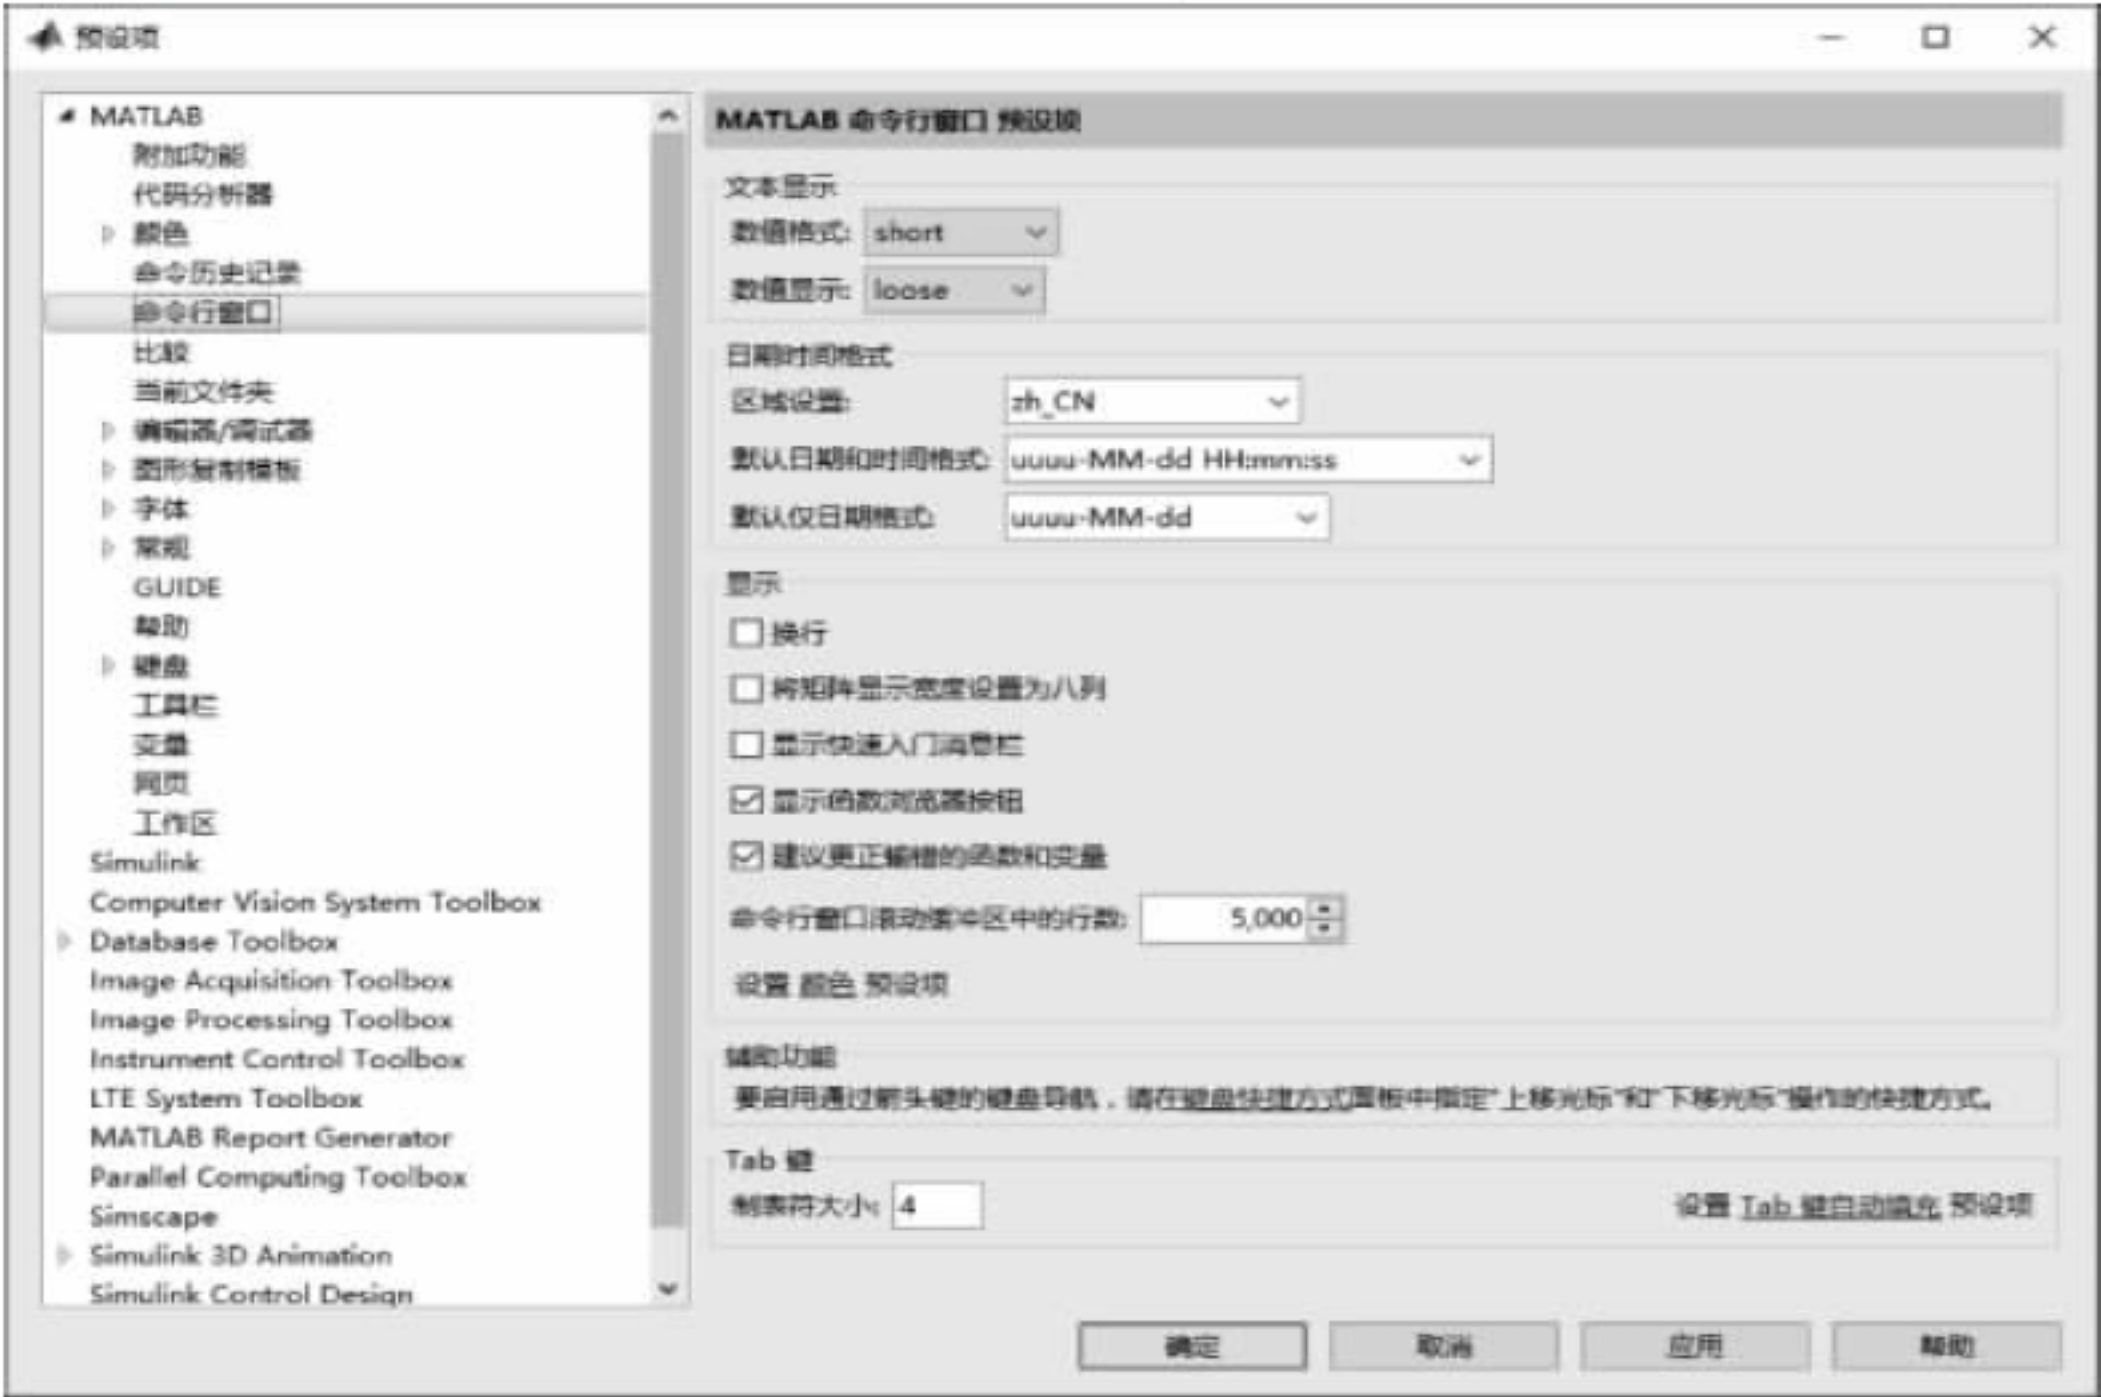 预设项
MATLAB
附加功能
代码分析器
颜色
命令历史记录
命令行窗口
比较
当前文件夹
编辑器/调试器
图形复制模板
字体
常规
GUIDE
帮助
键盘
工具栏
变量
网页
工作区
Simulink
Computer Vision System Toolbox
Database Toolbox
Image Acquisition Toolbox
Image Processing Toolbox
Instrument Control Toolbox
LTE System Toolbox
MATLAB Report Generator
Parallel Computing Toolbox
Simscape
Simulink 3D Animation
Simulink Control Design
MATLAB 命令行窗口 预设项
文本显示
数值格式: short
数值显示: loose
日期时间格式
区域设置: zh_CN
默认日期和时间格式: uuuu-MM-dd HH:mm:ss
默认仅日期格式: uuuu-MM-dd
显示
换行
将矩阵显示宽度设置为八列
显示快速入门消息栏
显示函数浏览器按钮
建议更正输错的函数和变量
命令行窗口滚动缓冲区中的行数: 5,000
设置 颜色 预设项
辅助功能
要启用通过箭头键的键盘导航，请在键盘快捷方式面板中指定"上移光标"和"下移光标"操作的快捷方式。
Tab 键
制表符大小: 4 设置 Tab 键自动填充 预设项
确定 取消 应用 帮助